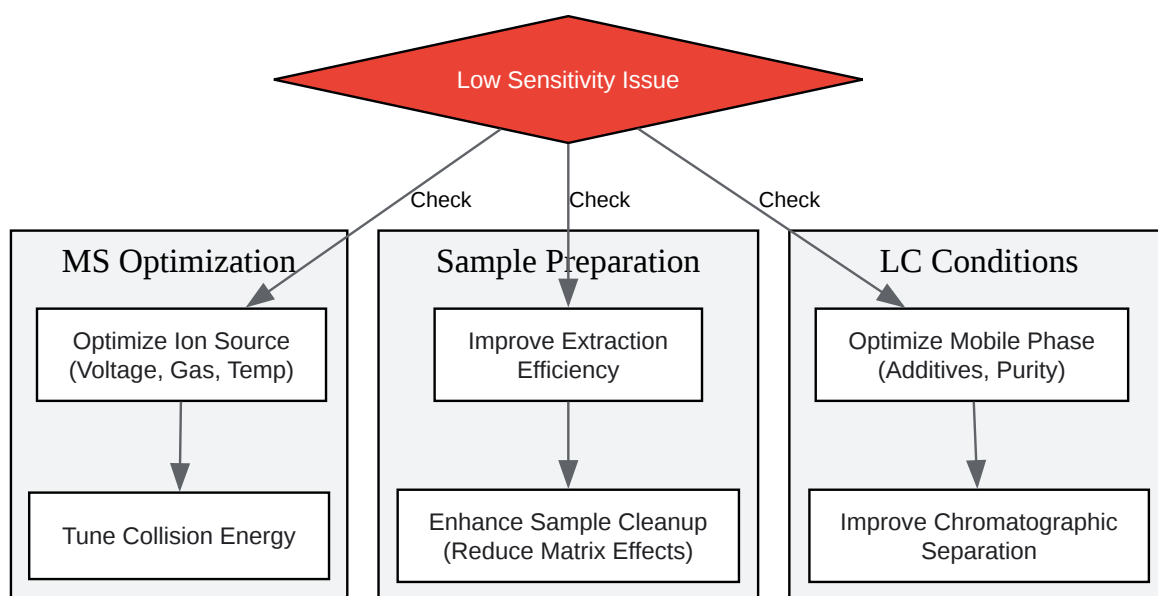 Low Sensitivity Issue
Check
Check
Check
MS Optimization
Optimize Ion Source
(Voltage, Gas, Temp)
Tune Collision Energy
Sample Preparation
Improve Extraction
Efficiency
Enhance Sample Cleanup
(Reduce Matrix Effects)
LC Conditions
Optimize Mobile Phase
(Additives, Purity)
Improve Chromatographic
Separation